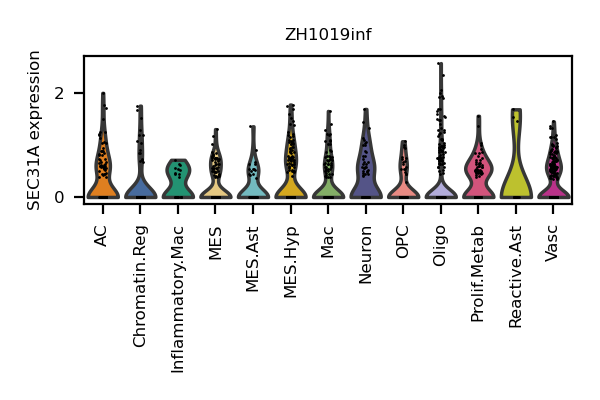 ZH1019inf
SEC31A expression
2
0
AC
Chromatin.Reg
Inflammatory.Mac
MES
MES.Ast
MES.Hyp
Mac
Neuron
OPC
Oligo
Prolif.Metab
Reactive.Ast
Vasc